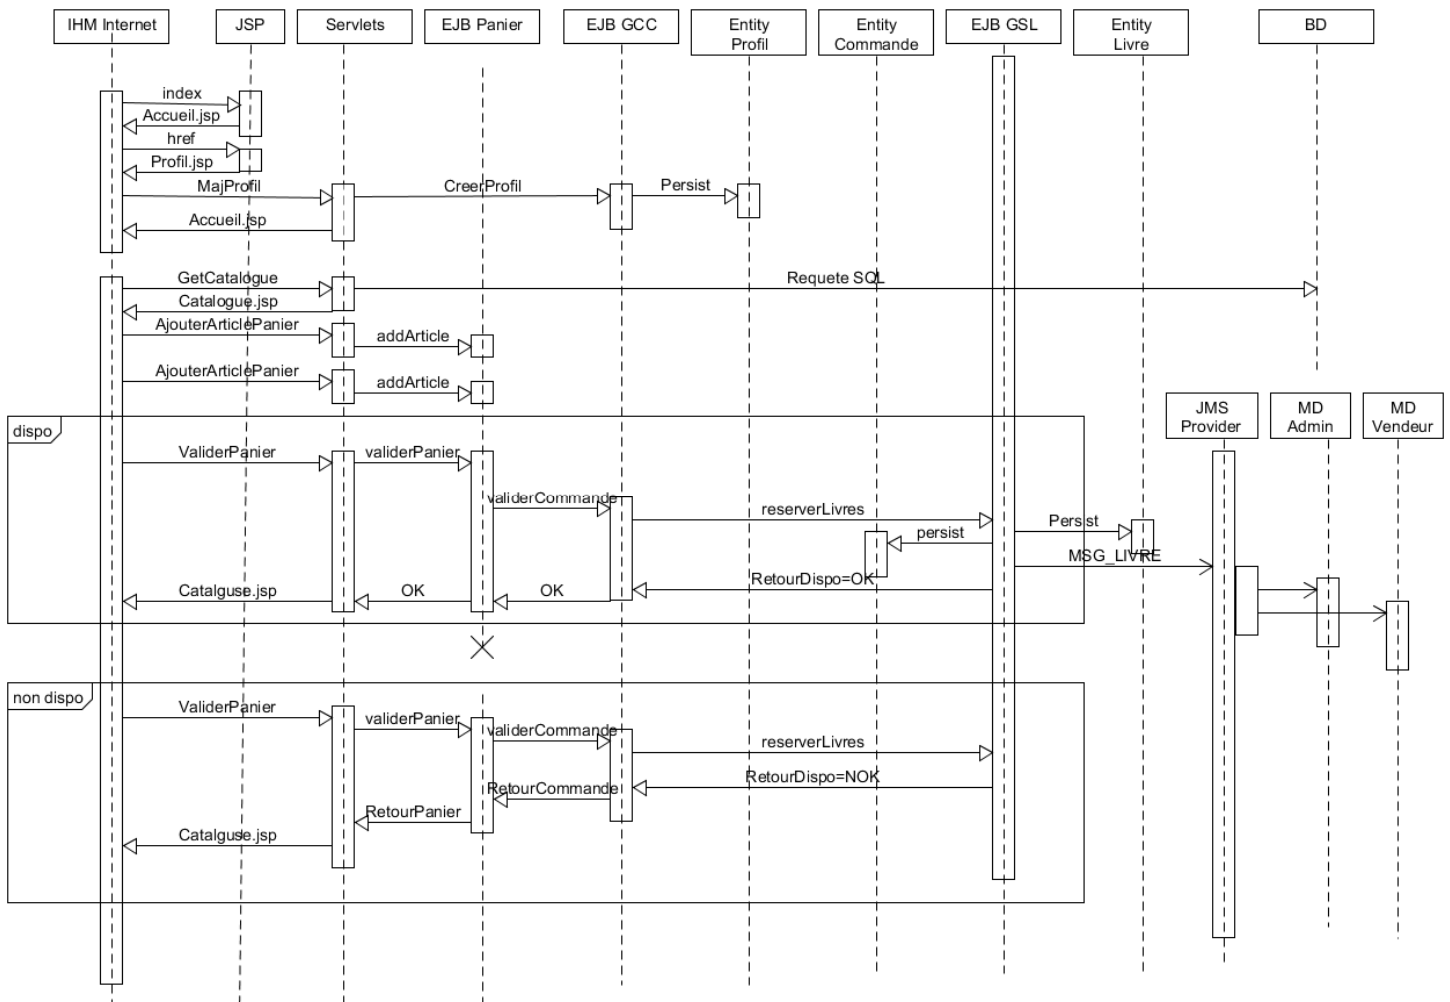 IHM Internet
JSP
Servlets
EJB Panier
EJB GCC
Entity
Profil
Entity
Commande
EJB GSL
Entity
Livre
BD
index
Accueil.jsp
href
Profil.jsp
MajProfil
CreerProfil
Persist
Accueil.jsp
GetCatalogue
Requete SQL
Catalogue.jsp
AjouterArticlePanier
addArticle
AjouterArticlePanier
addArticle
JMS
Provider
MD
Admin
MD
Vendeur
dispo
ValiderPanier
validerPanier
validerCommande
reserverLivres
Persist
persist
MSG_LIVRE
RetourDispo=OK
Catalguse.jsp
OK
OK
non dispo
ValiderPanier
validerPanier
validerCommande
reserverLivres
RetourDispo=NOK
RetourCommande
RetourPanier
Catalguse.jsp